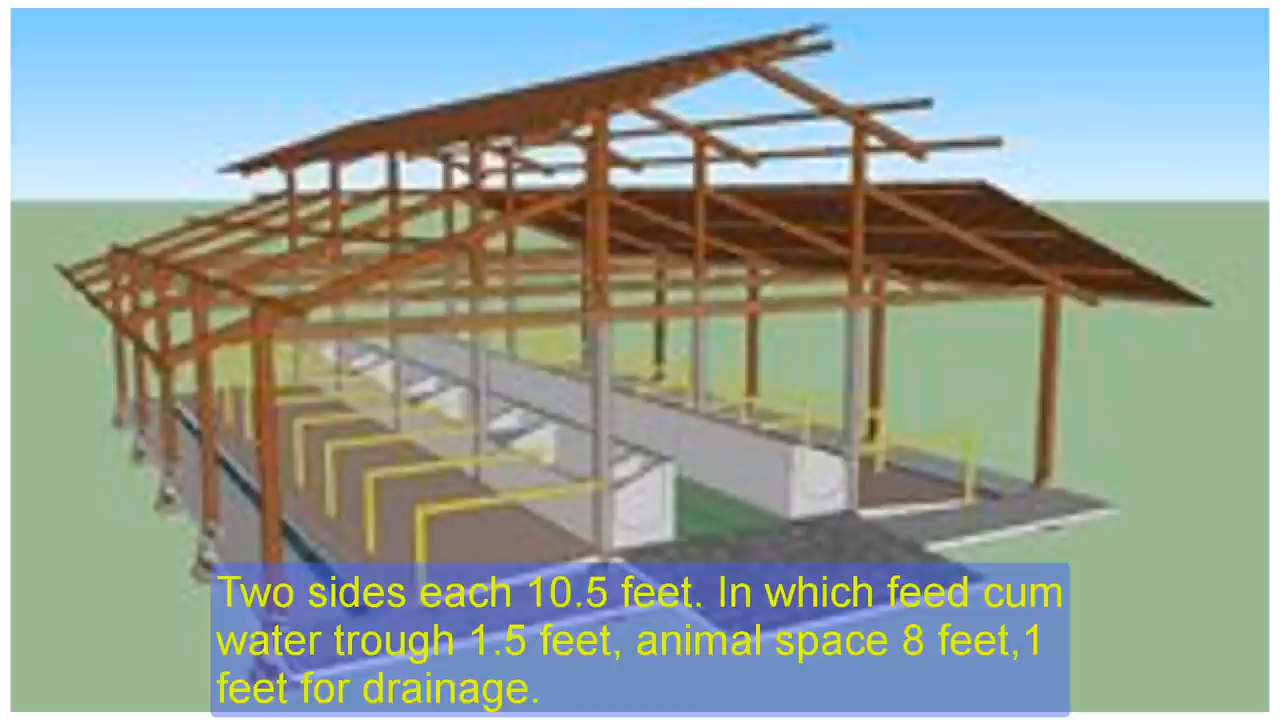 Two sides each 10.5 feet. In which feed cum
water trough 1.5 feet, animal space 8 feet,1
feet for drainage.